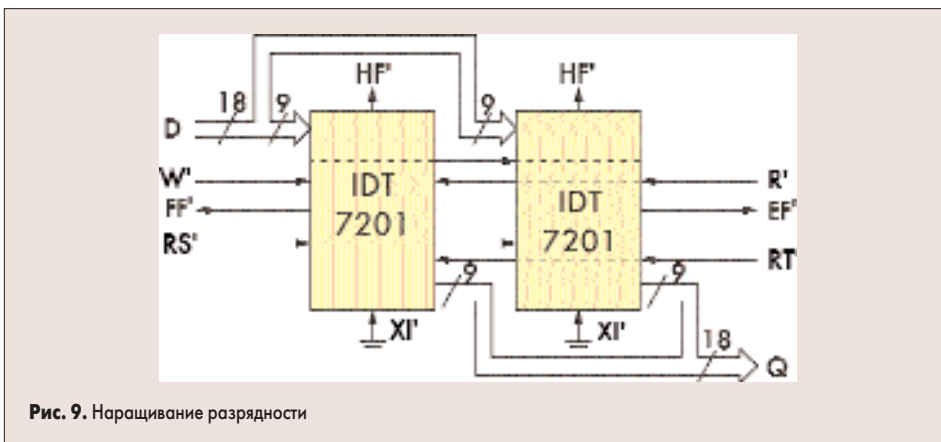 HF'
HF'
18
9
9
D
W'
IDT
7201
IDT
7201
R'
FF'
EF'
RS'
RT'
9
9
XI'
XI'
18
Q
Рис. 9. Наращивание разрядности